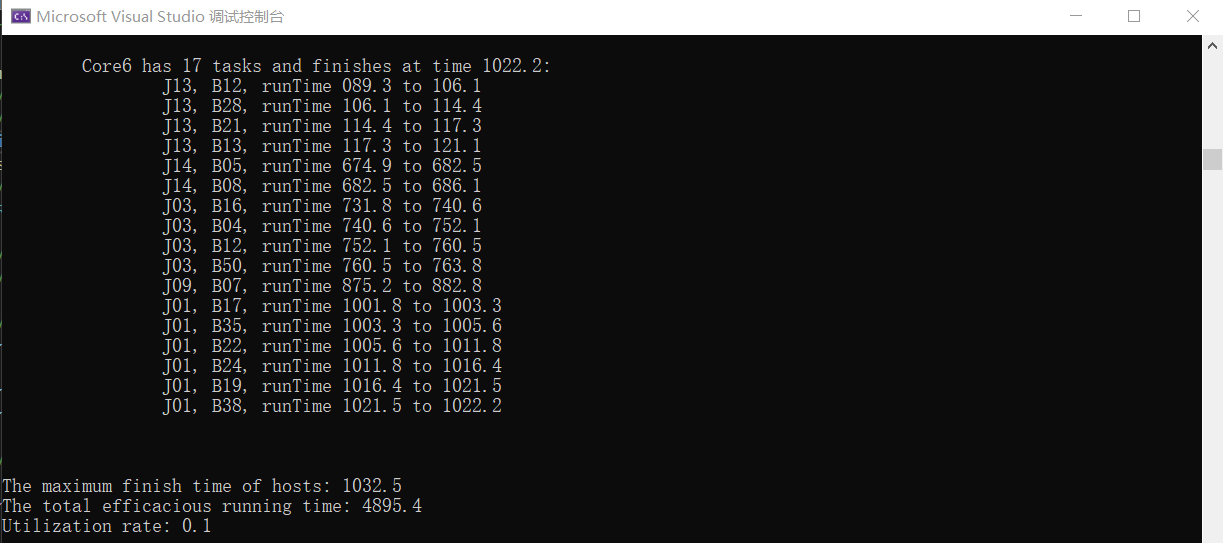 Microsoft Visual Studio 调试控制台
Core6 has 17 tasks and finishes at time 1022.2:
J13, B12, runTime 089.3 to 106.1
J13, B28, runTime 106.1 to 114.4
J13, B21, runTime 114.4 to 117.3
J13, B13, runTime 117.3 to 121.1
J14, B05, runTime 674.9 to 682.5
J14, B08, runTime 682.5 to 686.1
J03, B16, runTime 731.8 to 740.6
J03, B04, runTime 740.6 to 752.1
J03, B12, runTime 752.1 to 760.5
J03, B50, runTime 760.5 to 763.8
J09, B07, runTime 875.2 to 882.8
J01, B17, runTime 1001.8 to 1003.3
J01, B35, runTime 1003.3 to 1005.6
J01, B22, runTime 1005.6 to 1011.8
J01, B24, runTime 1011.8 to 1016.4
J01, B19, runTime 1016.4 to 1021.5
J01, B38, runTime 1021.5 to 1022.2
The maximum finish time of hosts: 1032.5
The total efficacious running time: 4895.4
Utilization rate: 0.1